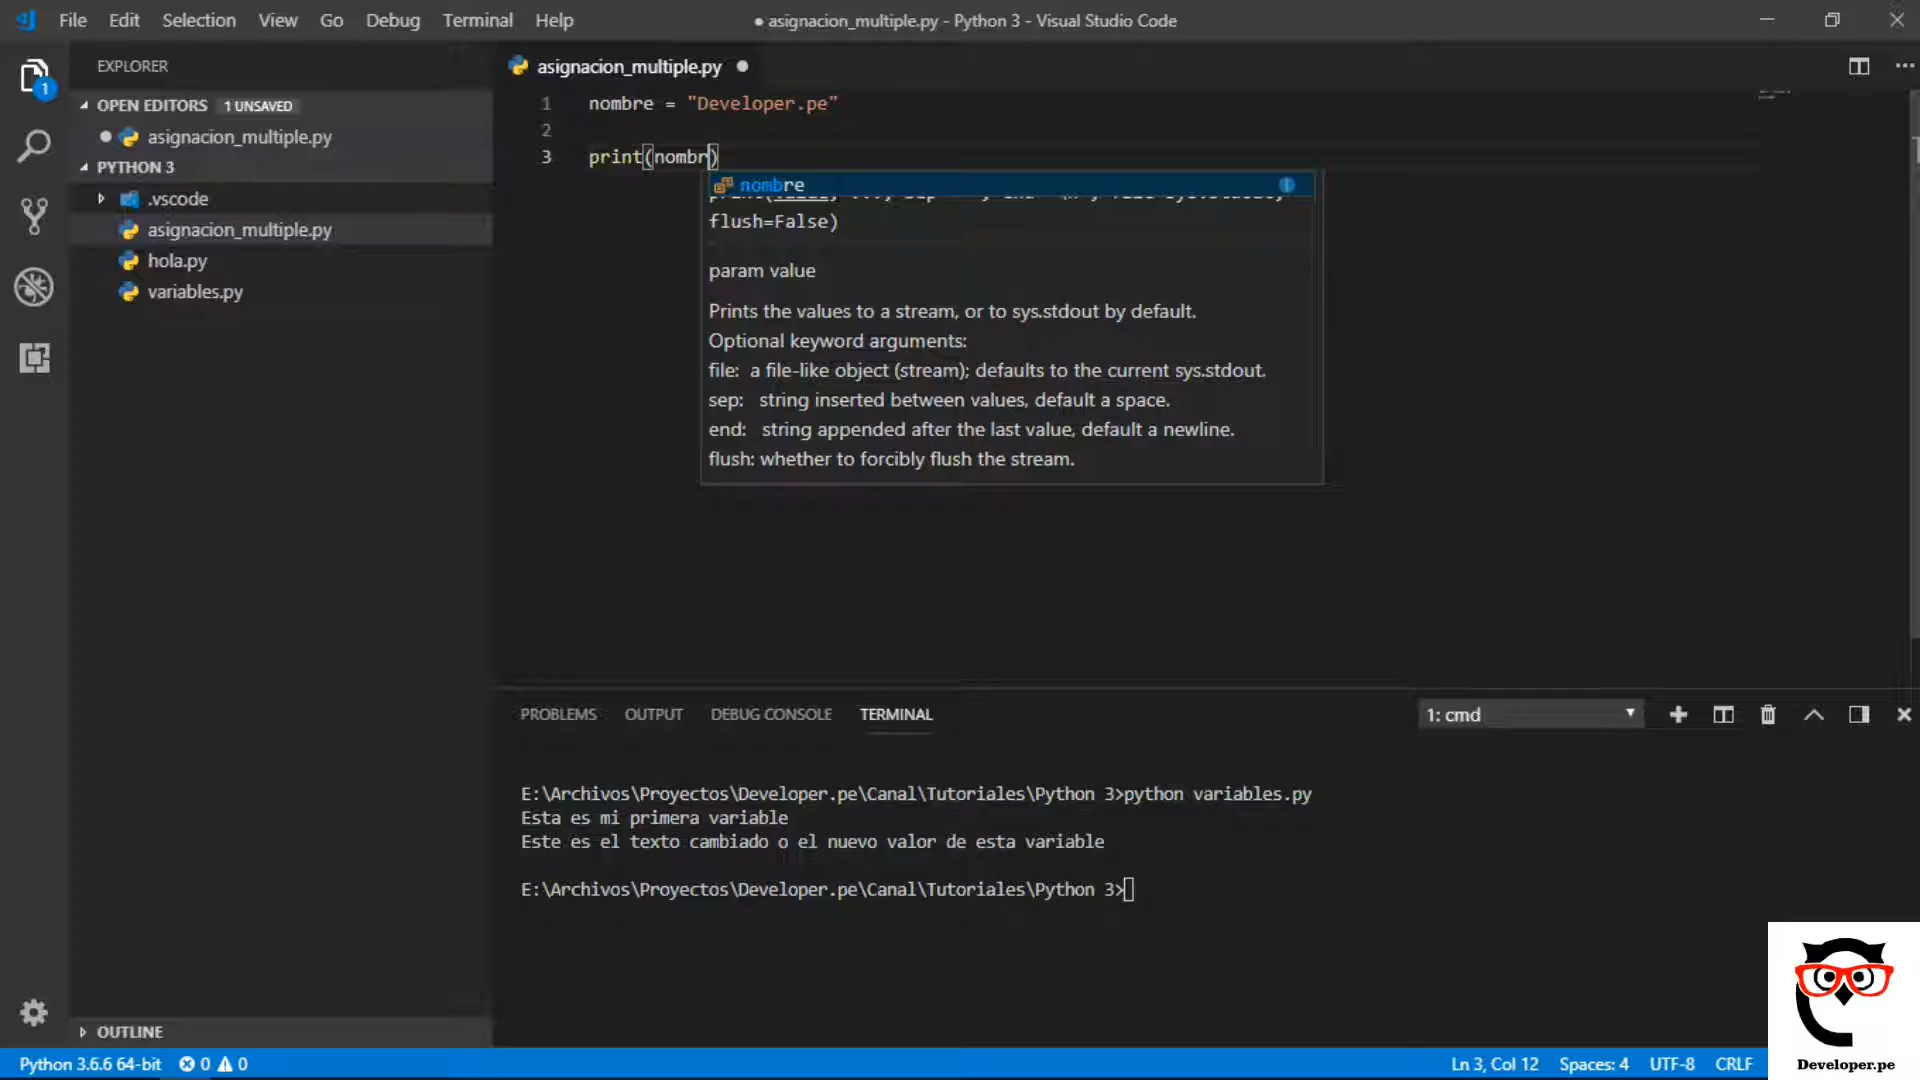 File Edit Selection View Go Debug Terminal Help
● asignacion_multiple.py - Python 3 - Visual Studio Code
1
EXPLORER
OPEN EDITORS 1 UNSAVED
asignacion_multiple.py
PYTHON 3
.vscode
asignacion_multiple.py
hola.py
variables.py
OUTLINE
asignacion_multiple.py
1 nombre = "Developer.pe"
2
3 print(nombr)
nombre
flush=False)
param value
Prints the values to a stream, or to sys.stdout by default.
Optional keyword arguments:
file: a file-like object (stream); defaults to the current sys.stdout.
sep: string inserted between values, default a space.
end: string appended after the last value, default a newline.
flush: whether to forcibly flush the stream.
PROBLEMS OUTPUT DEBUG CONSOLE TERMINAL
1: cmd
E:\Archivos\Proyectos\Developer.pe\Canal\Tutoriales\Python 3>python variables.py
Esta es mi primera variable
Este es el texto cambiado o el nuevo valor de esta variable
E:\Archivos\Proyectos\Developer.pe\Canal\Tutoriales\Python 3>
Python 3.6.6 64-bit 0 0
Ln 3, Col 12 Spaces: 4 UTF-8 CRLF
Developer.pe